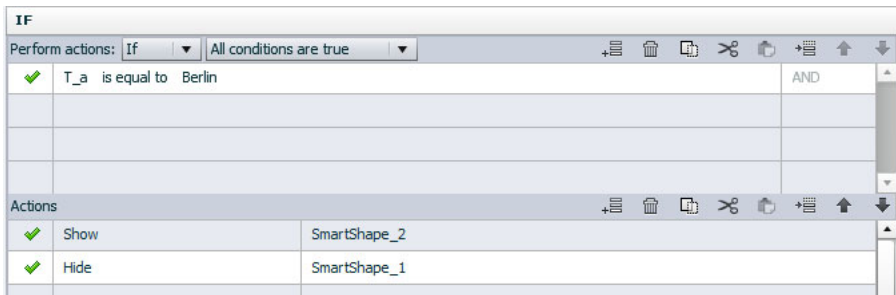 IF
Perform actions: If All conditions are true
T_a is equal to Berlin AND
Actions
Show SmartShape_2
Hide SmartShape_1